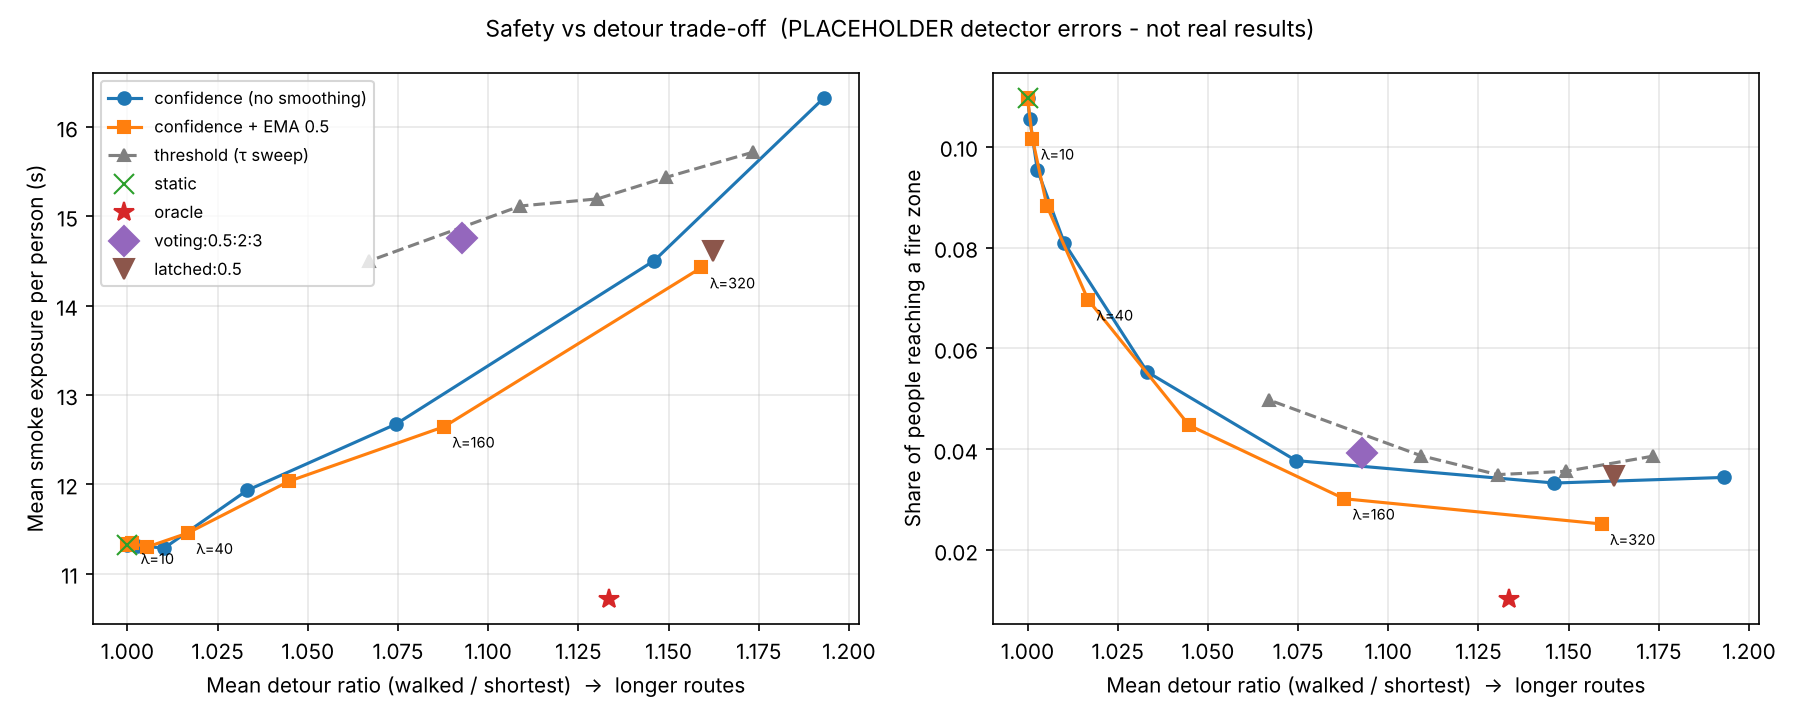 Safety vs detour trade-off  (PLACEHOLDER detector errors - not real results)
Mean smoke exposure per person (s)
16
15
14
13
12
11
confidence (no smoothing)
confidence + EMA 0.5
threshold (τ sweep)
static
oracle
voting:0.5:2:3
latched:0.5
λ=10
λ=40
λ=160
λ=320
1.000 1.025 1.050 1.075 1.100 1.125 1.150 1.175 1.200
Mean detour ratio (walked / shortest)  →  longer routes
Share of people reaching a fire zone
0.10
0.08
0.06
0.04
0.02
λ=10
λ=40
λ=160
λ=320
1.000 1.025 1.050 1.075 1.100 1.125 1.150 1.175 1.200
Mean detour ratio (walked / shortest)  →  longer routes